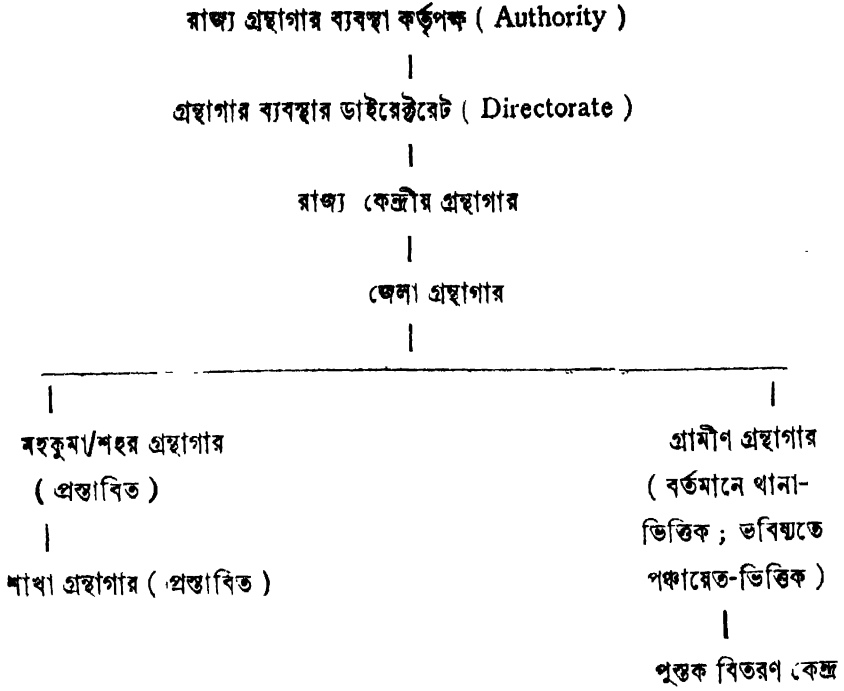 রাজ্য গ্রন্থাগার ব্যবস্থা কর্তৃপক্ষ ( Authority )
গ্রন্থাগার ব্যবস্থার ডাইরেক্টরেট ( Directorate )
রাজ্য কেন্দ্রীয় গ্রন্থাগার
জেলা গ্রন্থাগার
মহকুমা/শহর গ্রন্থাগার
( প্রস্তাবিত )
শাখা গ্রন্থাগার ( প্রস্তাবিত )
গ্রামীণ গ্রন্থাগার
( বর্তমানে থানা-
ভিত্তিক ; ভবিষ্যতে
পঞ্চায়েত-ভিত্তিক )
পুস্তক বিতরণ কেন্দ্র